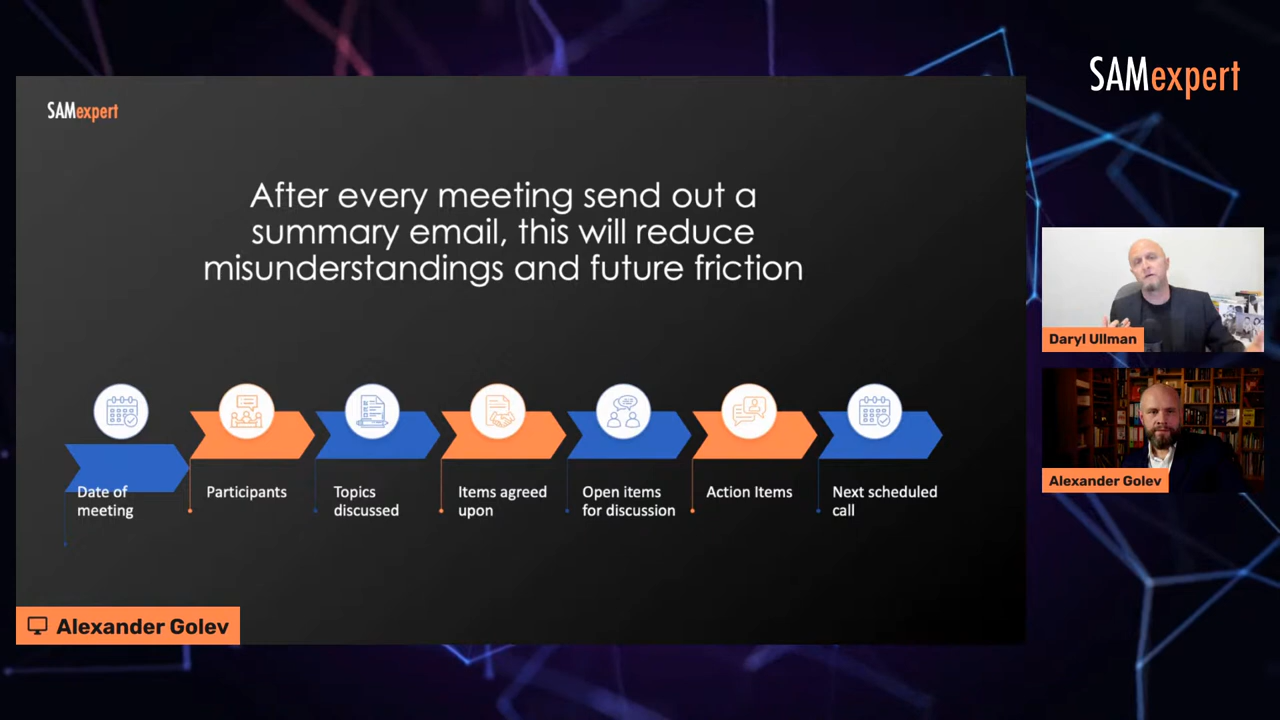 SAMexpert
SAMexpert
After every meeting send out a
summary email, this will reduce
misunderstandings and future friction
Date of
meeting
Participants
Topics
discussed
Items agreed
upon
Open items
for discussion
Action Items
Next scheduled
call
Daryl Ullman
Alexander Golev
Alexander Golev